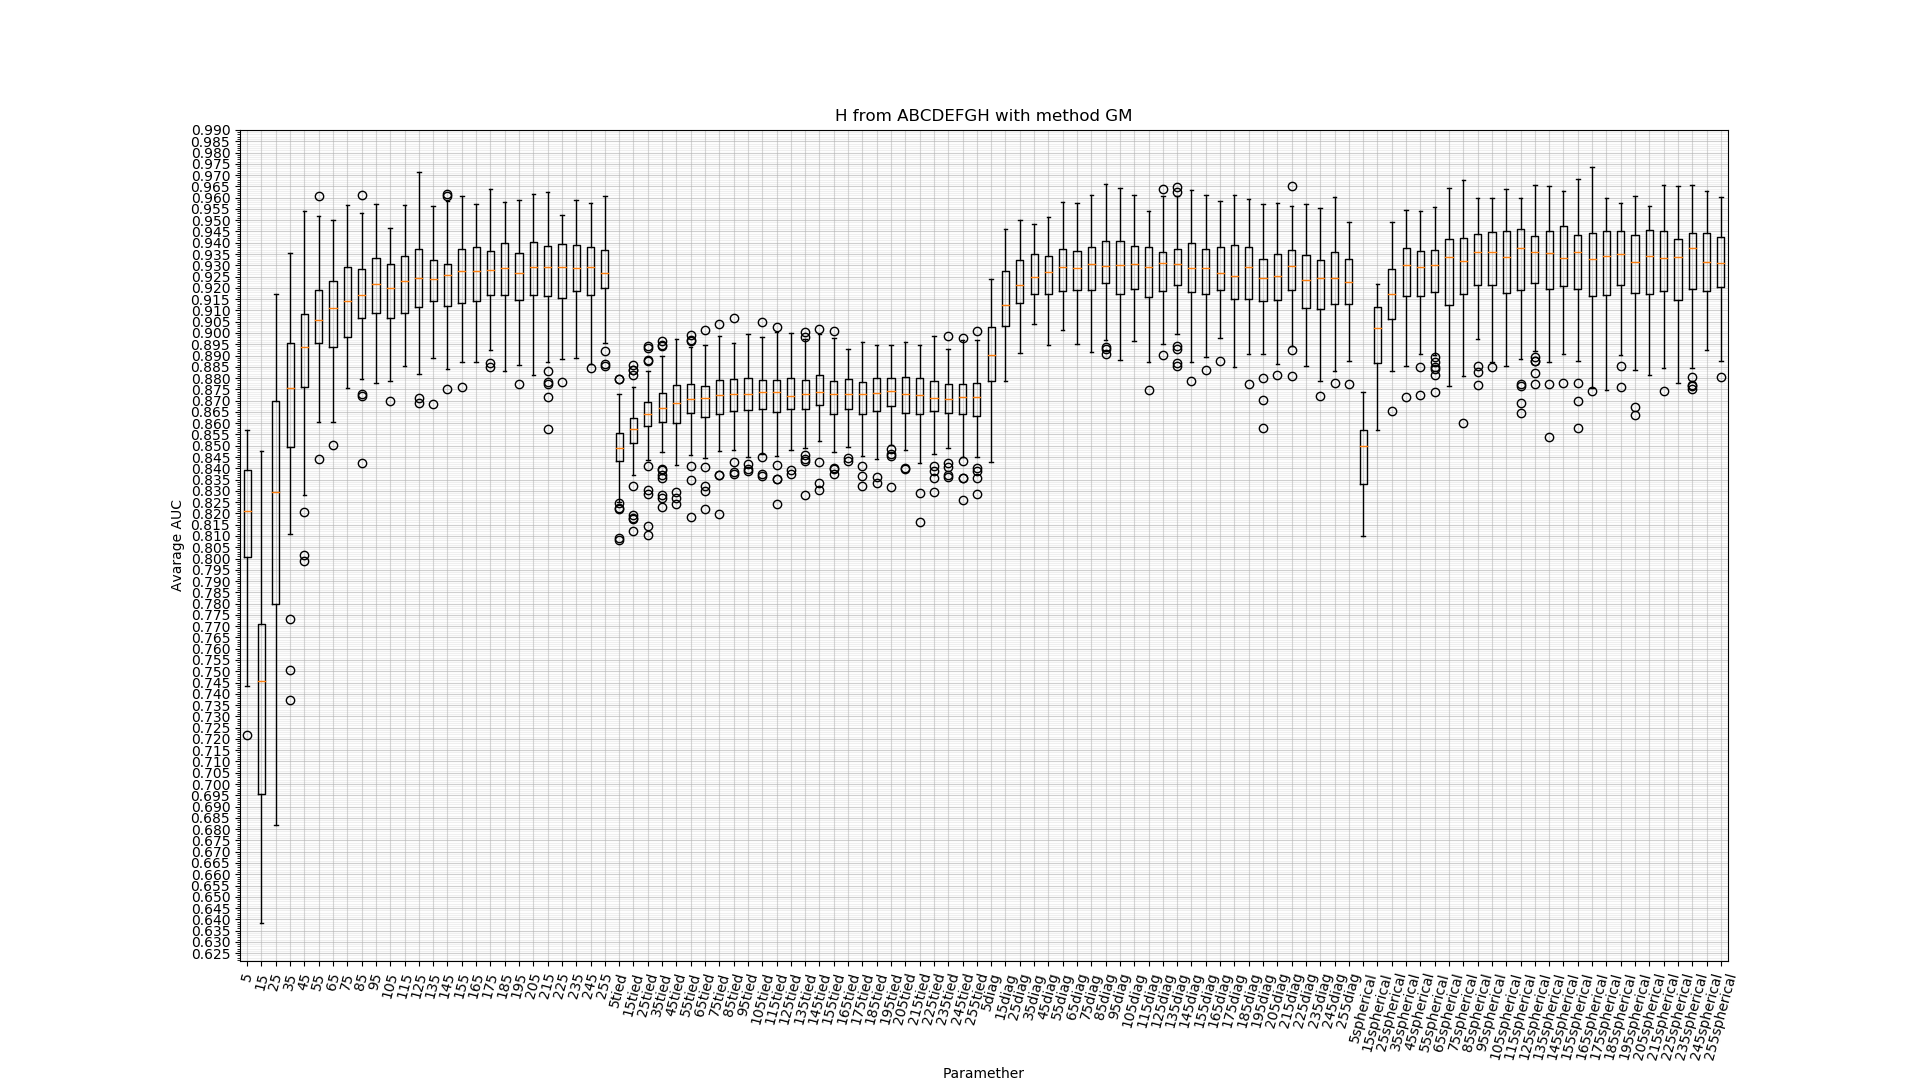 H from ABCDEFGH with method GM
Avarage AUC
0.990
0.985
0.980
0.975
0.970
0.965
0.960
0.955
0.950
0.945
0.940
0.935
0.930
0.925
0.920
0.915
0.910
0.905
0.900
0.895
0.890
0.885
0.880
0.875
0.870
0.865
0.860
0.855
0.850
0.845
0.840
0.835
0.830
0.825
0.820
0.815
0.810
0.805
0.800
0.795
0.790
0.785
0.780
0.775
0.770
0.765
0.760
0.755
0.750
0.745
0.740
0.735
0.730
0.725
0.720
0.715
0.710
0.705
0.700
0.695
0.690
0.685
0.680
0.675
0.670
0.665
0.660
0.655
0.650
0.645
0.640
0.635
0.630
0.625
5
15
25
35
45
55
65
75
85
95
105
115
125
135
145
155
165
175
185
195
205
215
225
235
245
255
5tied
15tied
25tied
35tied
45tied
55tied
65tied
75tied
85tied
95tied
105tied
115tied
125tied
135tied
145tied
155tied
165tied
175tied
185tied
195tied
205tied
215tied
225tied
235tied
245tied
255tied
5diag
15diag
25diag
35diag
45diag
55diag
65diag
75diag
85diag
95diag
105diag
115diag
125diag
135diag
145diag
155diag
165diag
175diag
185diag
195diag
205diag
215diag
225diag
235diag
245diag
255diag
5spherical
15spherical
25spherical
35spherical
45spherical
55spherical
65spherical
75spherical
85spherical
95spherical
105spherical
115spherical
125spherical
135spherical
145spherical
155spherical
165spherical
175spherical
185spherical
195spherical
205spherical
215spherical
225spherical
235spherical
245spherical
255spherical
Paramether